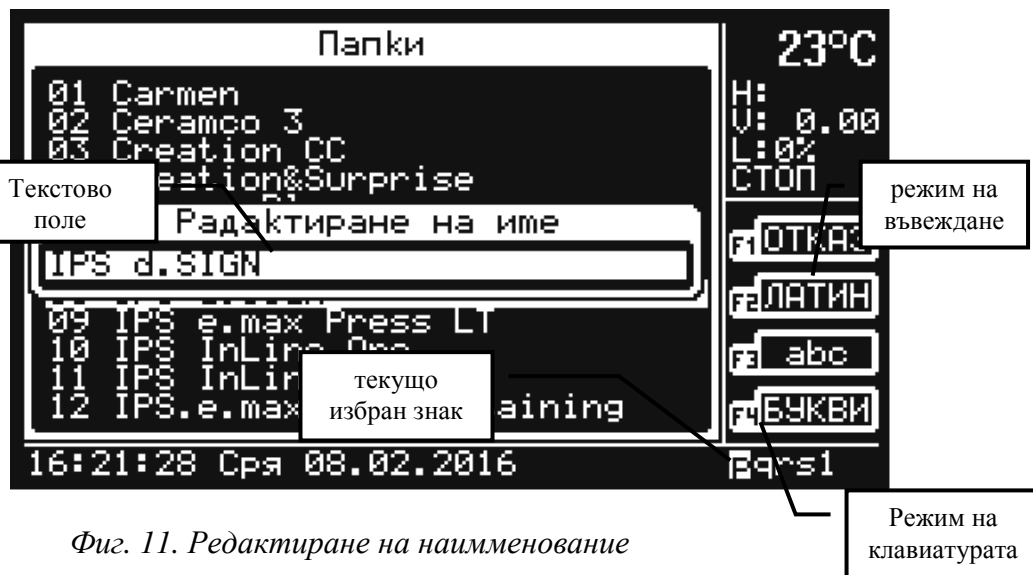 Папки
23°C
01 Carmen
02 Ceramco 3
03 Creation CC
eation&Surprise
H:
V: 0.00
L:0%
СТОП
Текстово
поле
режим на
въвеждане
Радактиране на име
IPS d.SIGN
F1 ОТКАЗ
F2 ЛАТИН
F3 abc
F4 БУКВИ
09 IPS e.max Press LT
10 IPS InLine One
11 IPS InLin
12 IPS.e.max aining
текущо
избран знак
16:21:28 Сря 08.02.2016
pqrs1
Режим на
клавиатурата
Фиг. 11. Редактиране на наимменование